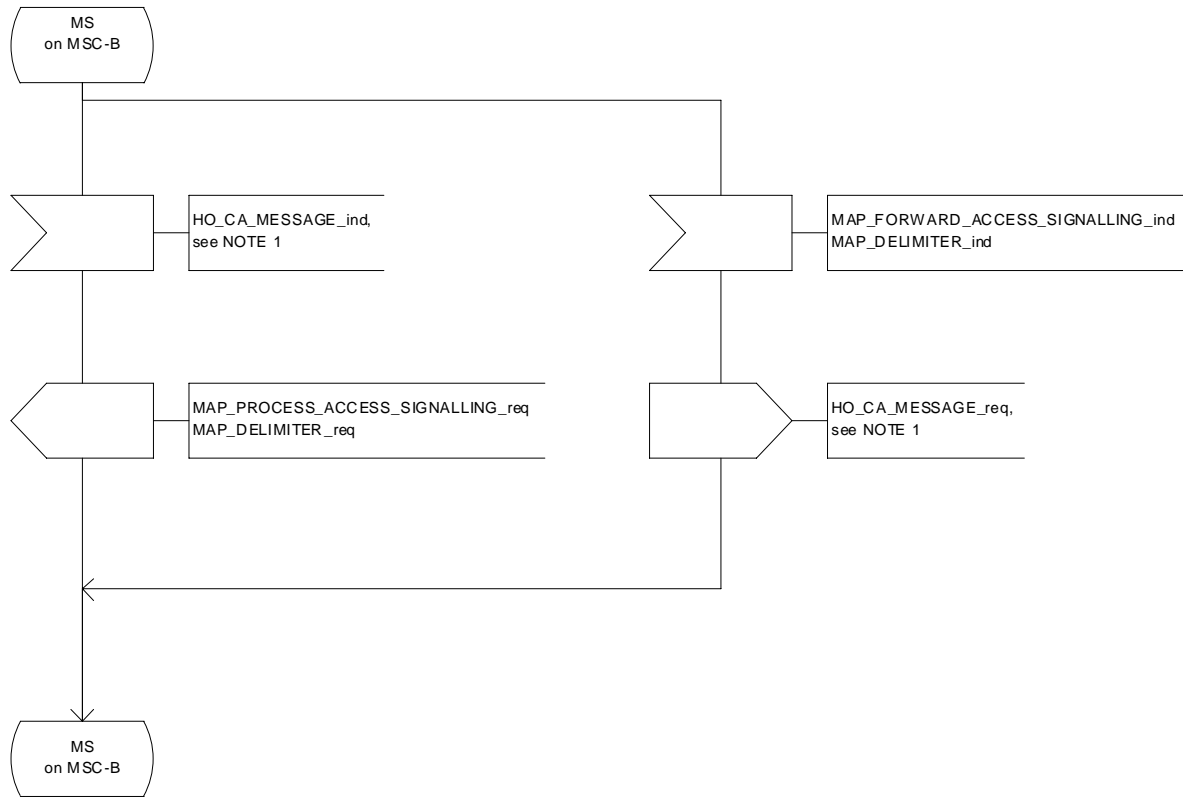 MS
on MSC-B
HO_CA_MESSAGE_ind,
see NOTE 1
MAP_FORWARD_ACCESS_SIGNALLING_ind
MAP_DELIMITER_ind
MAP_PROCESS_ACCESS_SIGNALLING_req
MAP_DELIMITER_req
HO_CA_MESSAGE_req,
see NOTE 1
MS
on MSC-B